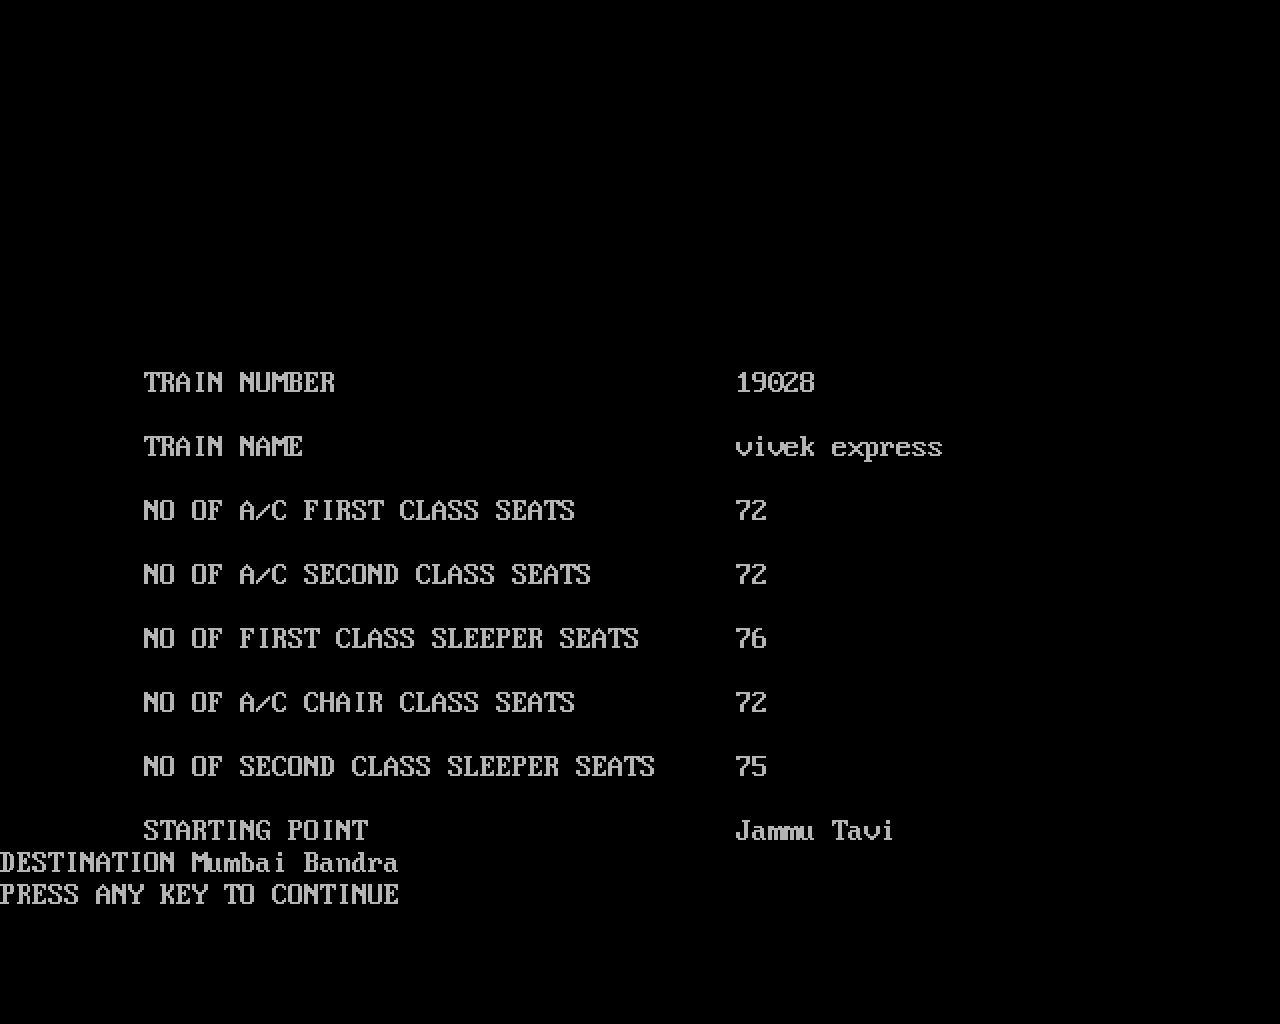 TRAIN NUMBER 19028
TRAIN NAME vivek express
NO OF A/C FIRST CLASS SEATS 72
NO OF A/C SECOND CLASS SEATS 72
NO OF FIRST CLASS SLEEPER SEATS 76
NO OF A/C CHAIR CLASS SEATS 72
NO OF SECOND CLASS SLEEPER SEATS 75
STARTING POINT Jammu Tavi
DESTINATION Mumbai Bandra
PRESS ANY KEY TO CONTINUE